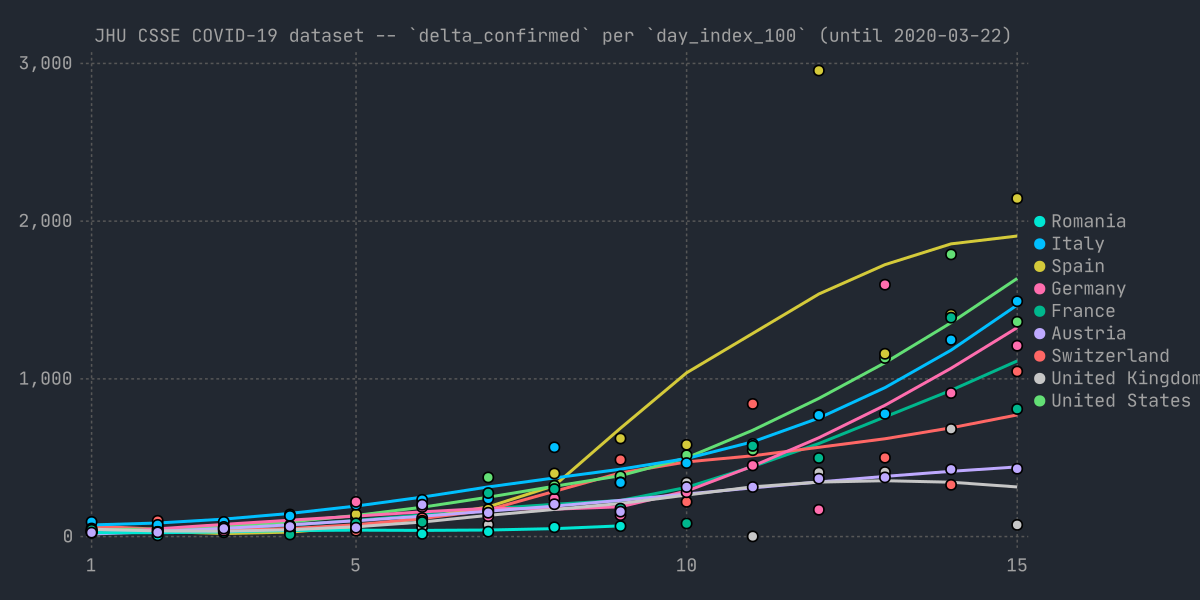 JHU CSSE COVID-19 dataset -- `delta_confirmed` per `day_index_100` (until 2020-03-22)
3,000
2,000
1,000
0
1
5
10
15
Romania
Italy
Spain
Germany
France
Austria
Switzerland
United Kingdom
United States